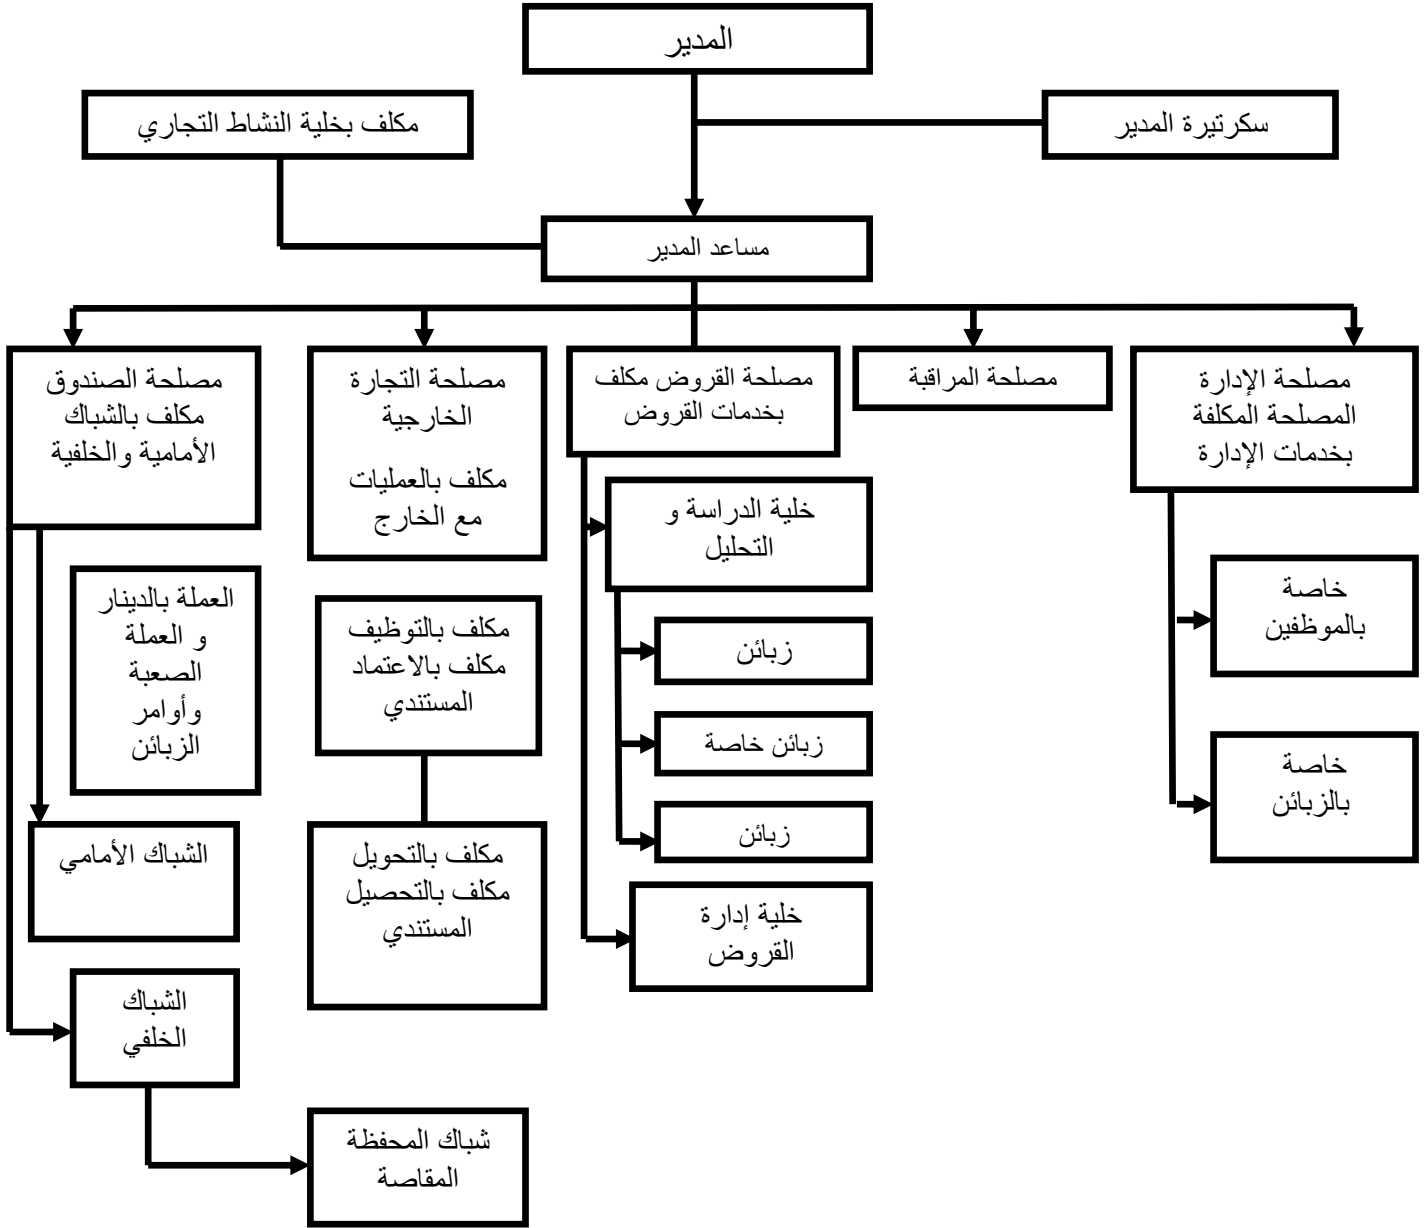 المدير
سكرتيرة المدير
مكلف بخلية النشاط التجاري
مساعد المدير
مصلحة الإدارة
المصلحة المكلفة
بخدمات الإدارة
خاصة
بالموظفين
خاصة
بالزبائن
مصلحة المراقبة
مصلحة القروض مكلف
بخدمات القروض
خلية الدراسة و
التحليل
زبائن
زبائن خاصة
زبائن
خلية إدارة
القروض
مصلحة التجارة
الخارجية
مكلف بالعمليات
مع الخارج
مكلف بالتوظيف
مكلف بالاعتماد
المستندي
مكلف بالتحويل
مكلف بالتحصيل
المستندي
مصلحة الصندوق
مكلف بالشباك
الأمامية والخلفية
العملة بالدينار
و العملة
الصعبة
وأوامر
الزبائن
الشباك الأمامي
الشباك
الخلفي
شباك المحفظة
المقاصة